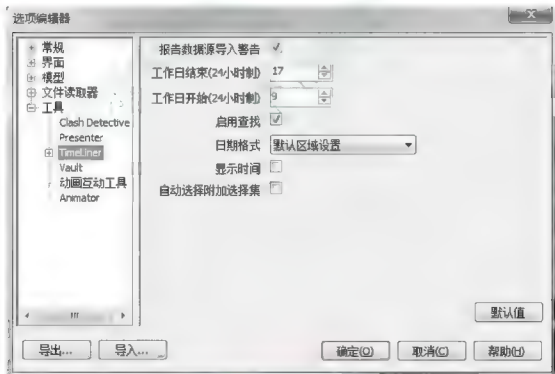 选项编辑器
常规
界面
模型
文件读取器
工具
Clash Detective
Presenter
TimeLiner
Vault
动画互动工具
Animator
报告数据源导入警告
工作日结束(24小时制) 17
工作日开始(24小时制) 9
启用查找
日期格式 默认区域设置
显示时间
自动选择附加选择集
默认值
导出... 导入... 确定(O) 取消(C) 帮助(H)